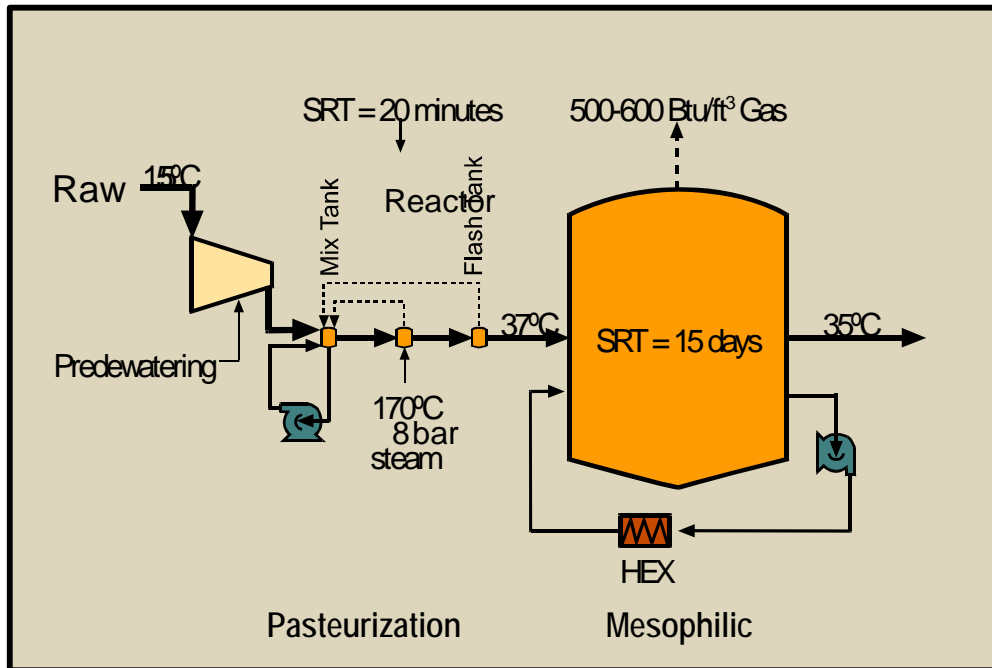 SRT = 20 minutes
500-600 Btu/ft³ Gas
15ºC
Raw
Reactor
Mix Tank
Flash Tank
37ºC
SRT = 15 days
35ºC
Predewatering
170ºC
8 bar
steam
HEX
Pasteurization
Mesophilic